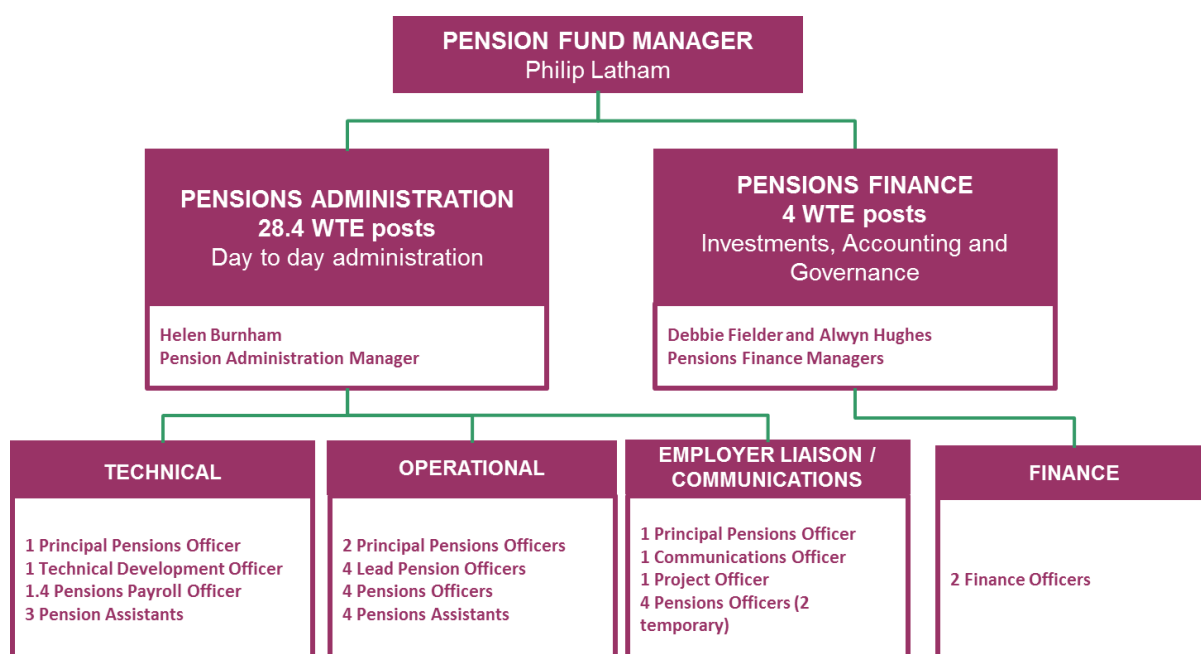 PENSION FUND MANAGER
Philip Latham
PENSIONS ADMINISTRATION
28.4 WTE posts
Day to day administration
Helen Burnham
Pension Administration Manager
PENSIONS FINANCE
4 WTE posts
Investments, Accounting and
Governance
Debbie Fielder and Alwyn Hughes
Pensions Finance Managers
TECHNICAL
1 Principal Pensions Officer
1 Technical Development Officer
1.4 Pensions Payroll Officer
3 Pension Assistants
OPERATIONAL
2 Principal Pensions Officers
4 Lead Pension Officers
4 Pensions Officers
4 Pensions Assistants
EMPLOYER LIAISON /
COMMUNICATIONS
1 Principal Pensions Officer
1 Communications Officer
1 Project Officer
4 Pensions Officers (2
temporary)
FINANCE
2 Finance Officers